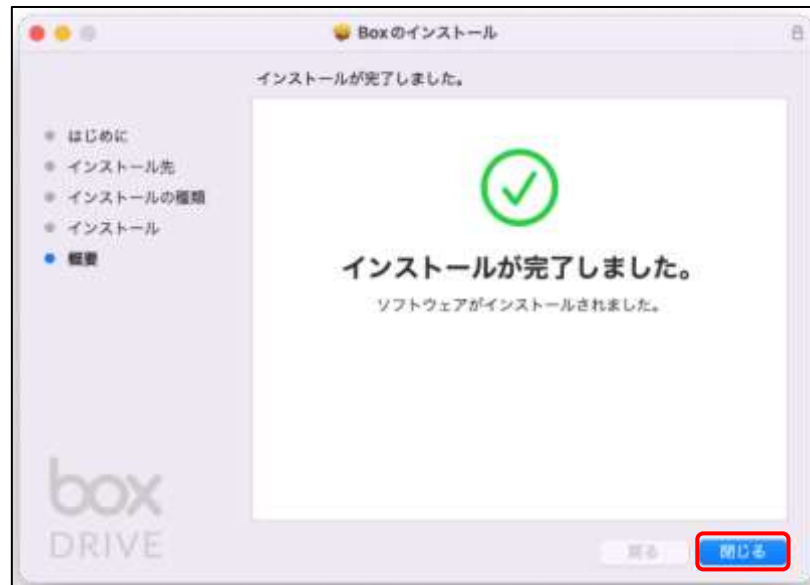 Boxのインストール
インストールが完了しました。
はじめに
インストール先
インストールの種類
インストール
概要
インストールが完了しました。
ソフトウェアがインストールされました。
box
DRIVE
戻る
閉じる